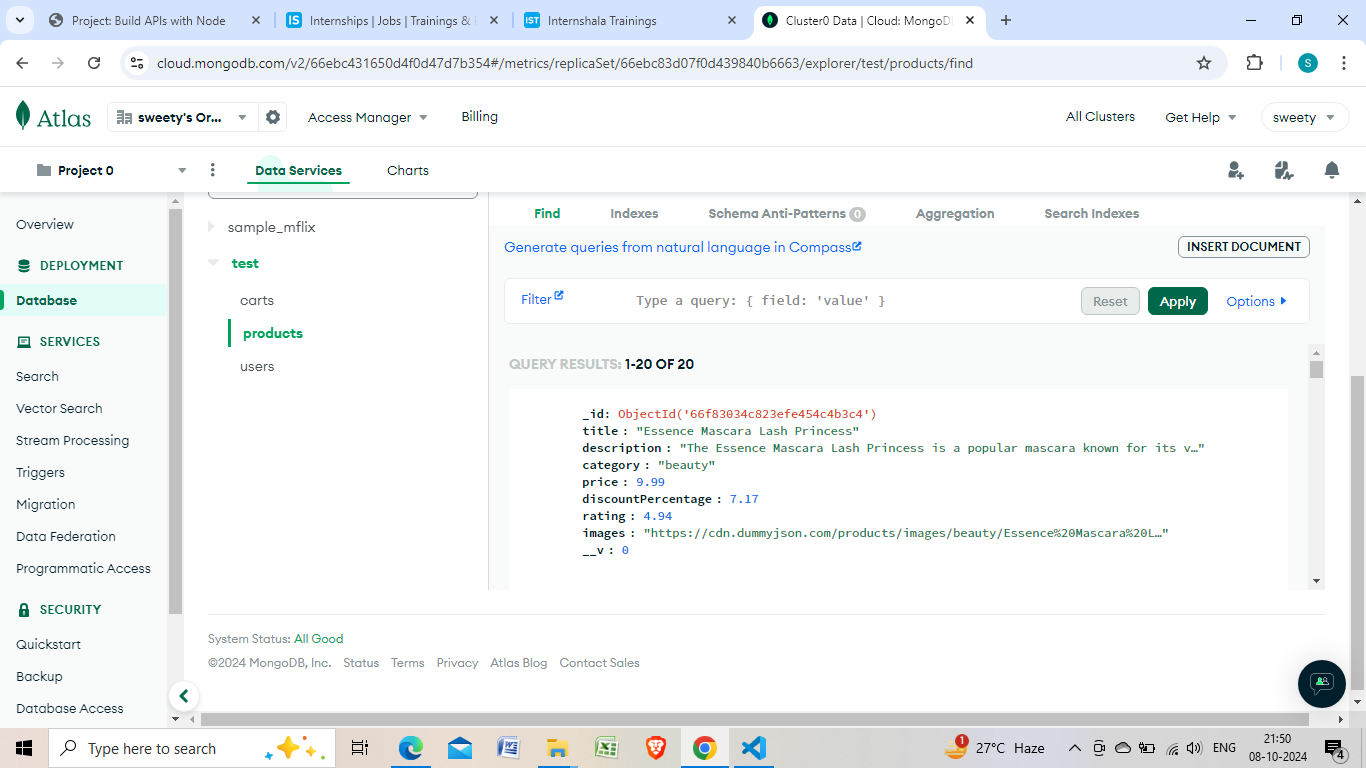 Project: Build APIs with Node
Internships | Jobs | Trainings &
Internshala Trainings
Cluster0 Data | Cloud: MongoD
cloud.mongodb.com/v2/66ebc431650d4f0d47d7b354#/metrics/replicaSet/66ebc83d07f0d439840b6663/explorer/test/products/find
S
Atlas
sweety's Or...
Access Manager
Billing
All Clusters
Get Help
sweety
Project 0
Data Services
Charts
Overview
DEPLOYMENT
Database
SERVICES
Search
Vector Search
Stream Processing
Triggers
Migration
Data Federation
Programmatic Access
SECURITY
Quickstart
Backup
Database Access
sample_mflix
test
carts
products
users
Find
Indexes
Schema Anti-Patterns 0
Aggregation
Search Indexes
Generate queries from natural language in Compass
INSERT DOCUMENT
Filter
Type a query: { field: 'value' }
Reset
Apply
Options
QUERY RESULTS: 1-20 OF 20
_id: ObjectId('66f83034c823efe454c4b3c4')
title: "Essence Mascara Lash Princess"
description: "The Essence Mascara Lash Princess is a popular mascara known for its v…"
category: "beauty"
price: 9.99
discountPercentage: 7.17
rating: 4.94
images: "https://cdn.dummyjson.com/products/images/beauty/Essence%20Mascara%20L…"
__v: 0
System Status: All Good
©2024 MongoDB, Inc.
Status
Terms
Privacy
Atlas Blog
Contact Sales
Type here to search
1
27°C Haze
ENG
21:50
08-10-2024
4